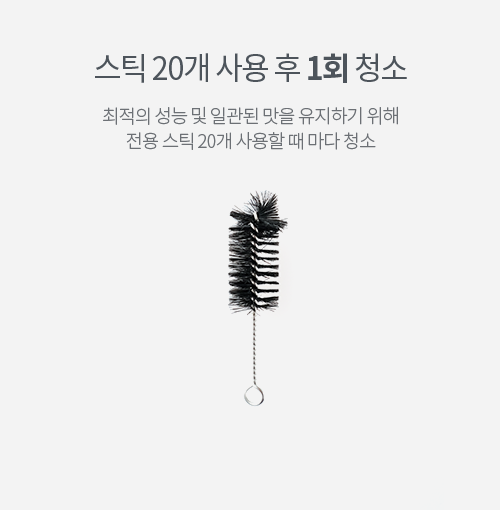 스틱 20개 사용 후 1회 청소
최적의 성능 및 일관된 맛을 유지하기 위해
전용 스틱 20개 사용할 때 마다 청소